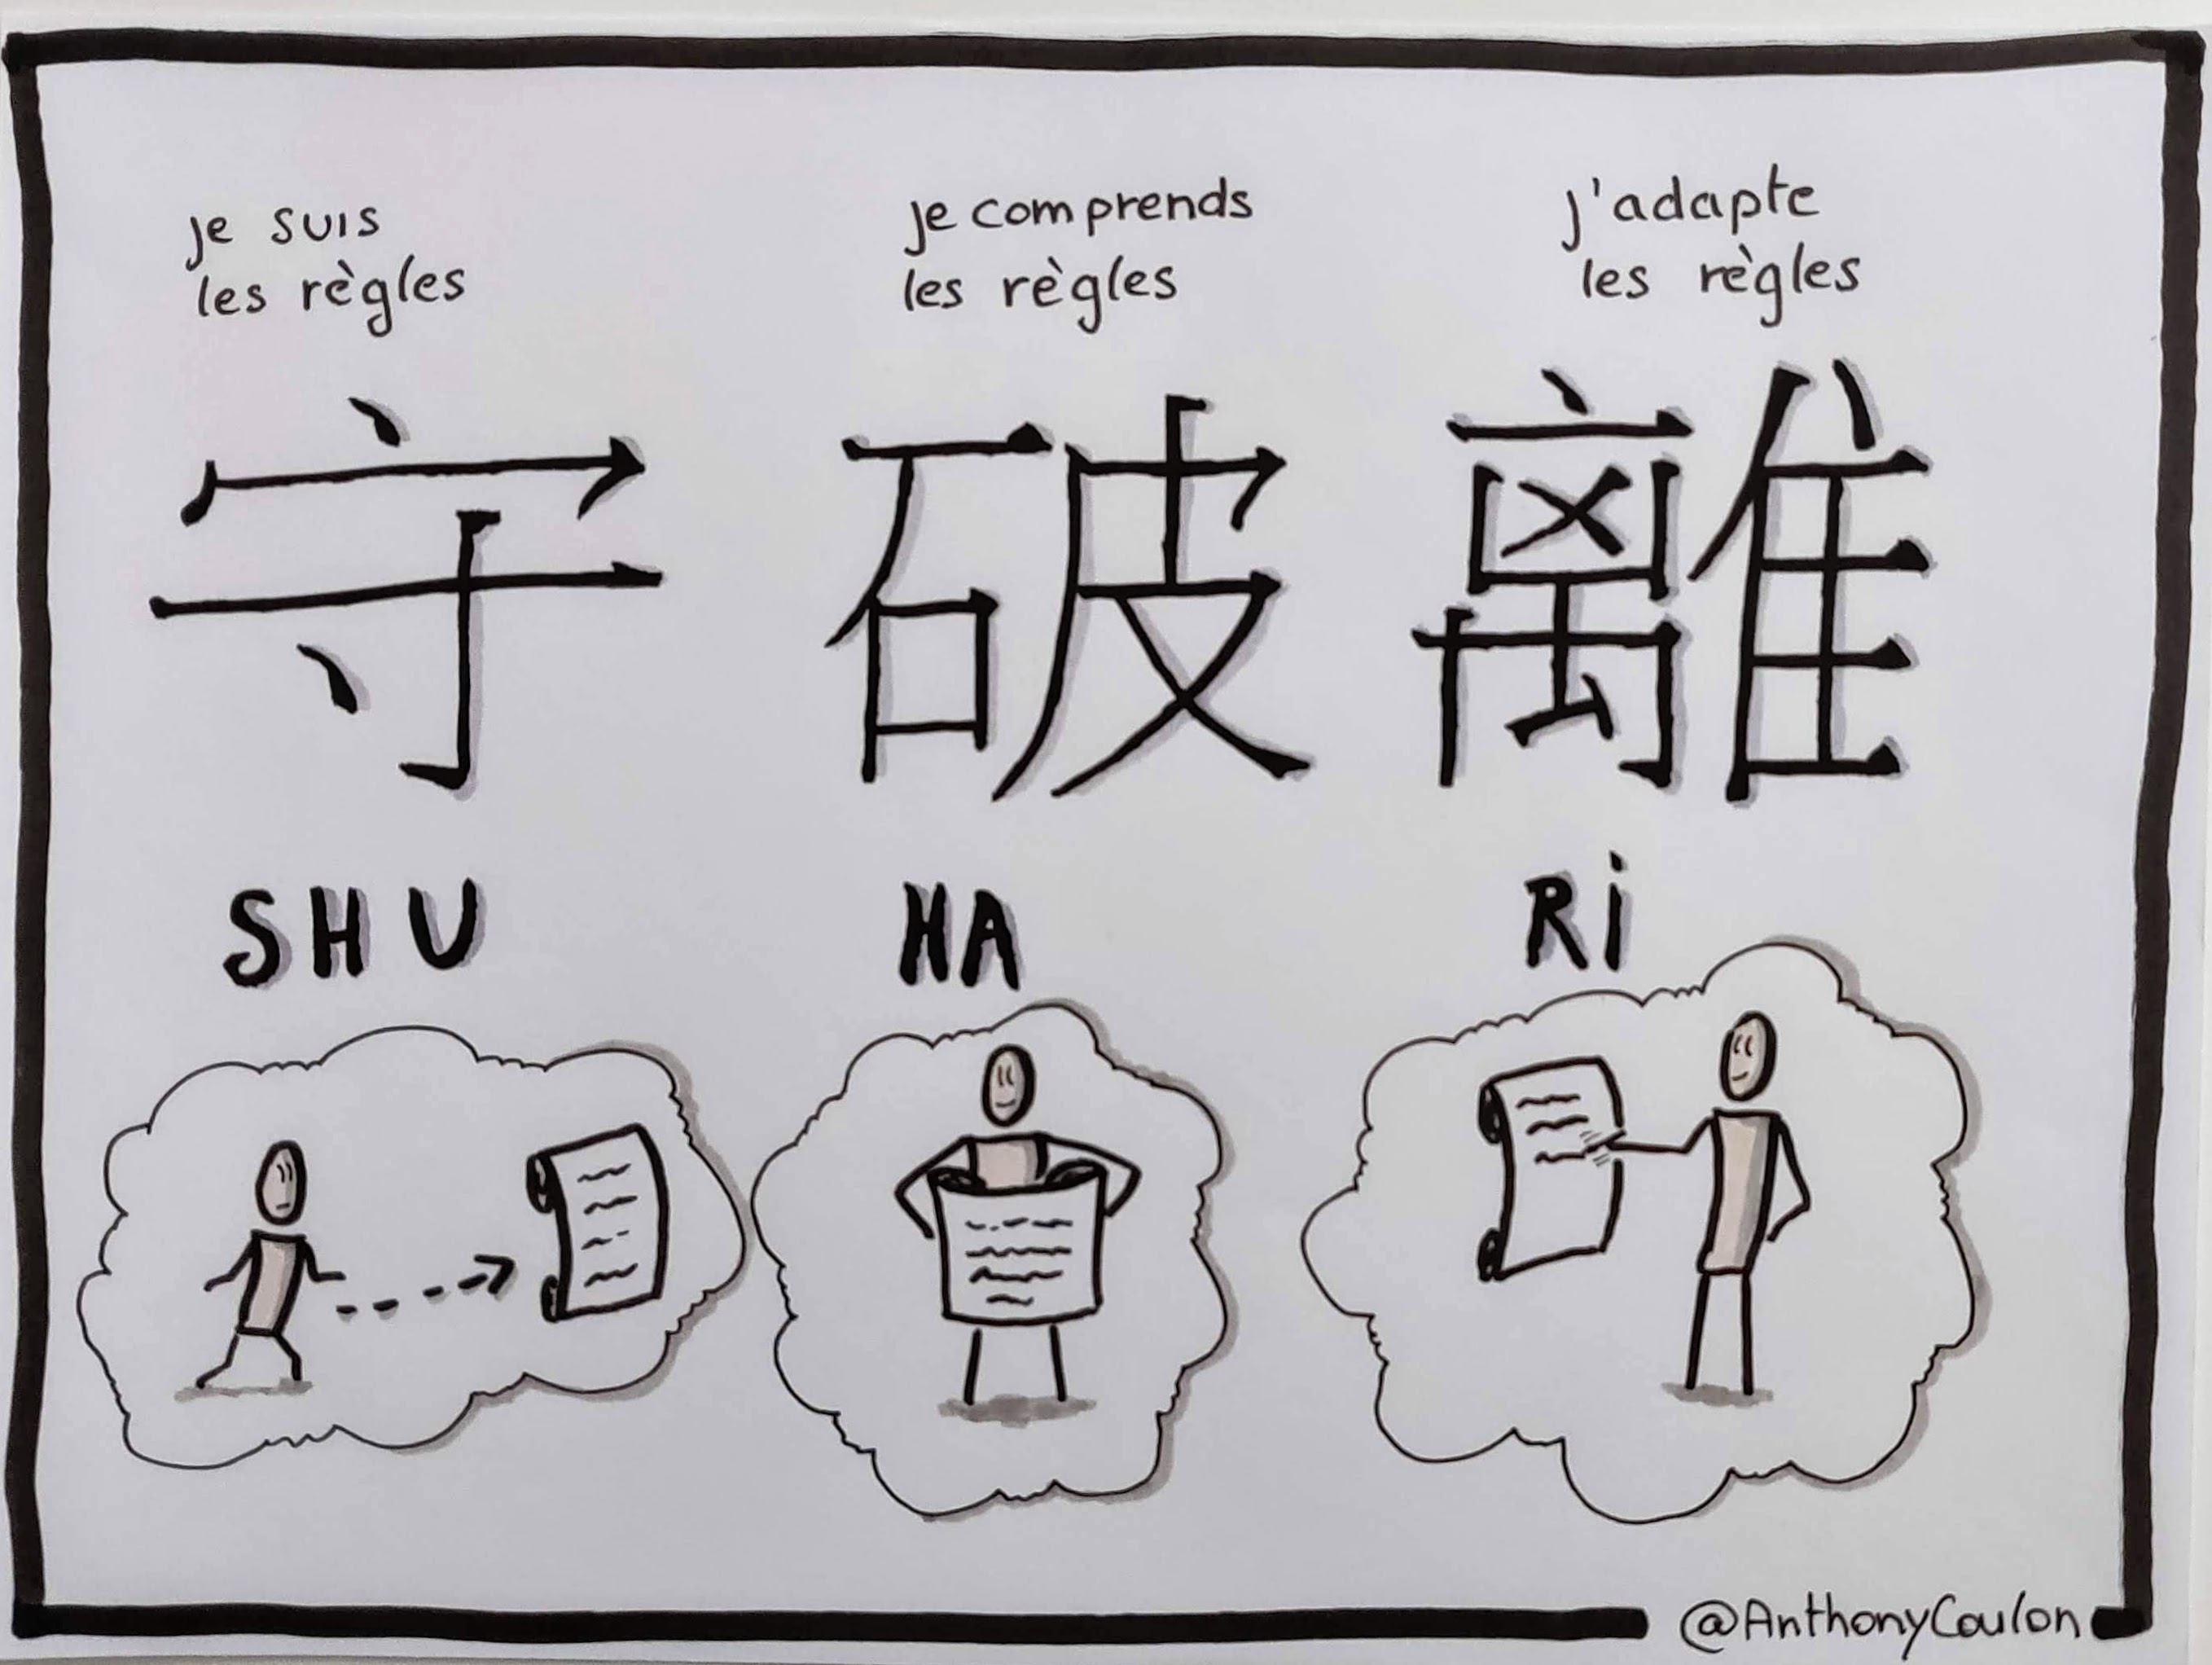 je suis
les règles
je comprends
les règles
j'adapte
les règles
守 破 離
SHU HA Ri
@AnthonyCoulon